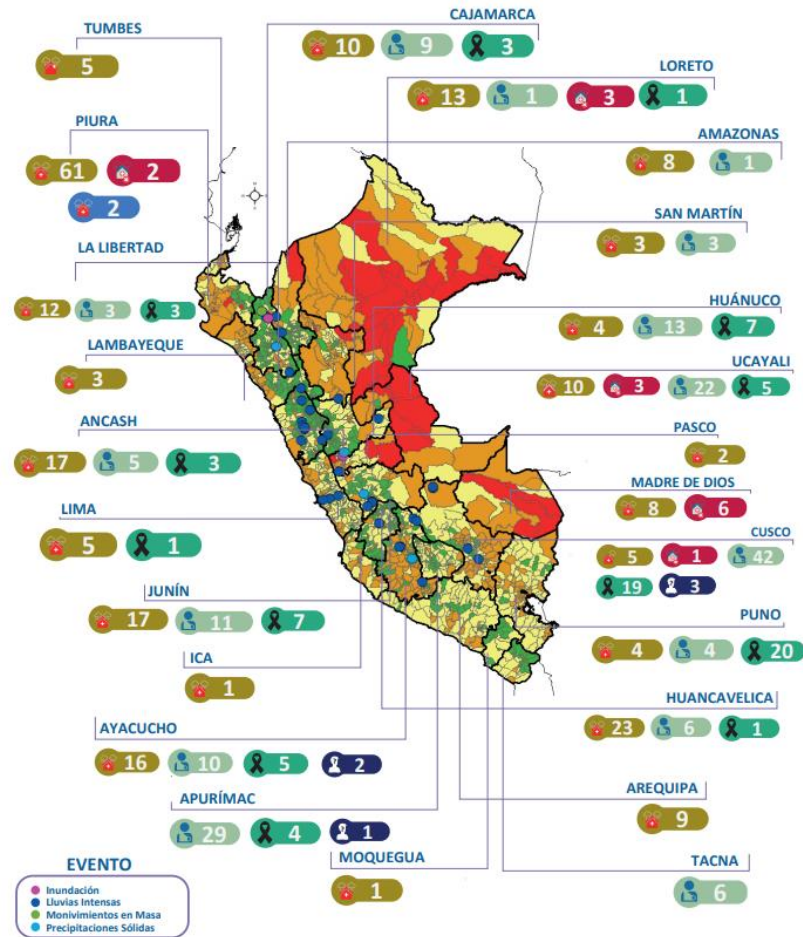 CAJAMARCA
10 9 3
TUMBES
5
LORETO
13 1 3 1
PIURA
61 2
2
AMAZONAS
8 1
SAN MARTÍN
3 3
LA LIBERTAD
12 3 3
HUÁNUCO
4 13 7
LAMBAYEQUE
3
UCAYALI
10 3 22 5
ANCASH
17 5 3
PASCO
2
MADRE DE DIOS
8 6
LIMA
5 1
CUSCO
5 1 42
19 3
JUNÍN
17 11 7
PUNO
4 4 20
ICA
1
HUANCAVELICA
23 6 1
AYACUCHO
16 10 5 2
APURÍMAC
29 4 1
AREQUIPA
9
MOQUEGUA
1
TACNA
6
EVENTO
Inundación
Lluvias Intensas
Monivimientos en Masa
Precipitaciones Sólidas